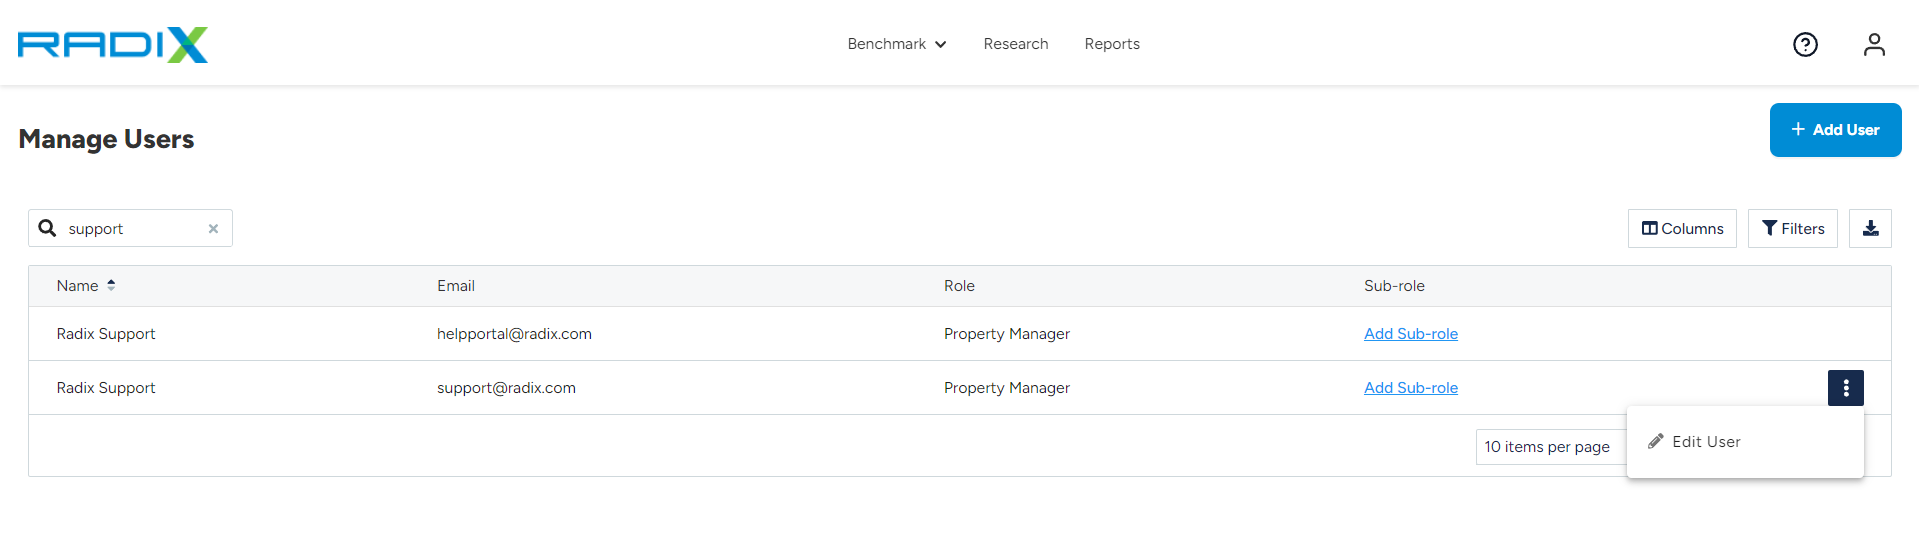 RADIX
Benchmark Research Reports
Manage Users
+ Add User
support
Columns Filters
Name Email Role Sub-role
Radix Support helpportal@radix.com Property Manager Add Sub-role
Radix Support support@radix.com Property Manager Add Sub-role
10 items per page
Edit User